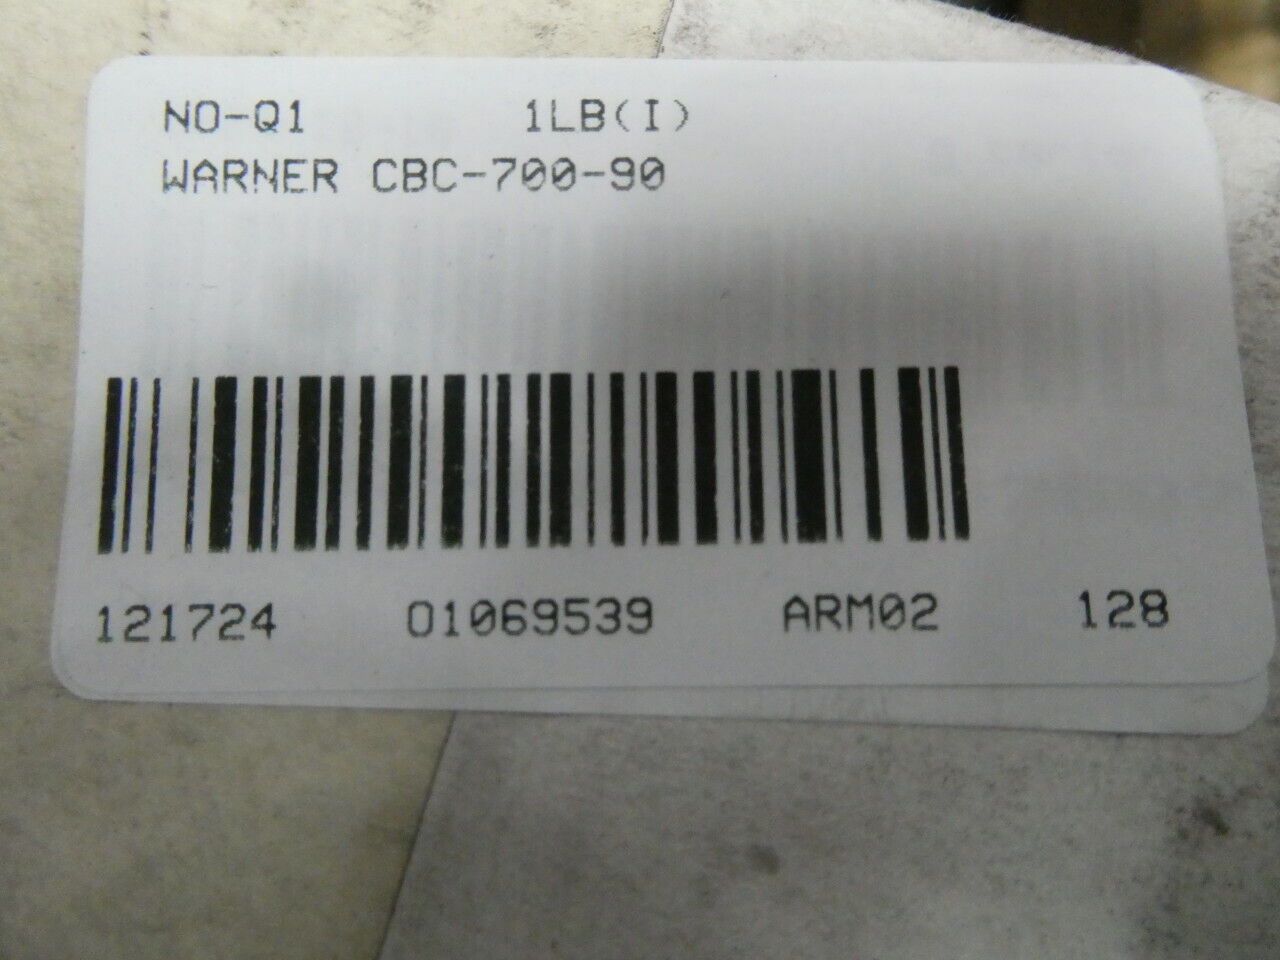 NO-Q1 1LB(I)
WARNER CBC-700-90
121724 01069539 ARM02 128